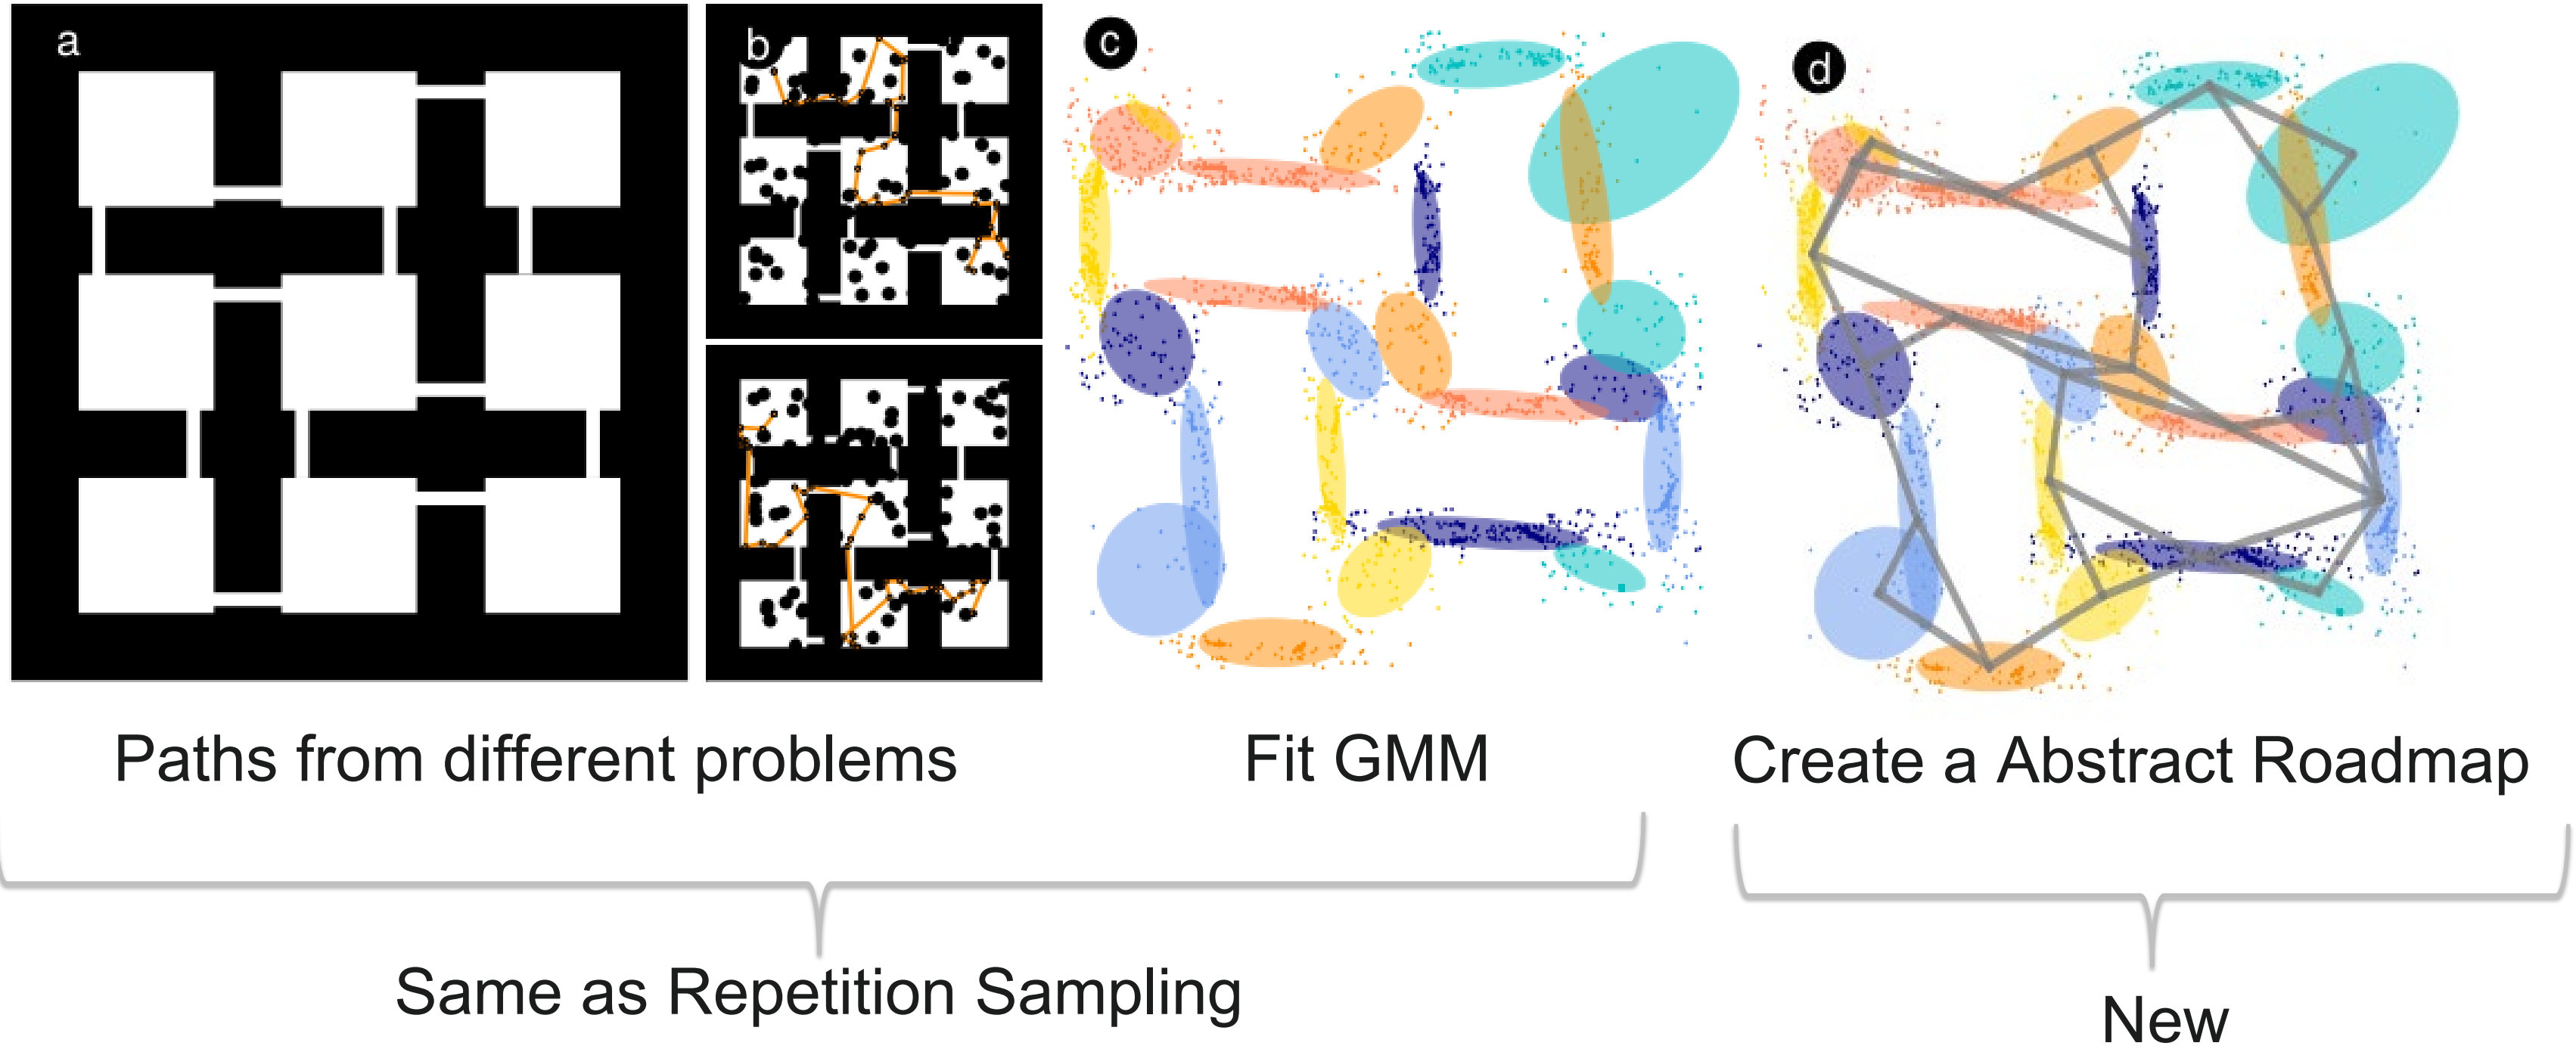 a
b
c
d
Paths from different problems
Fit GMM
Create a Abstract Roadmap
Same as Repetition Sampling
New